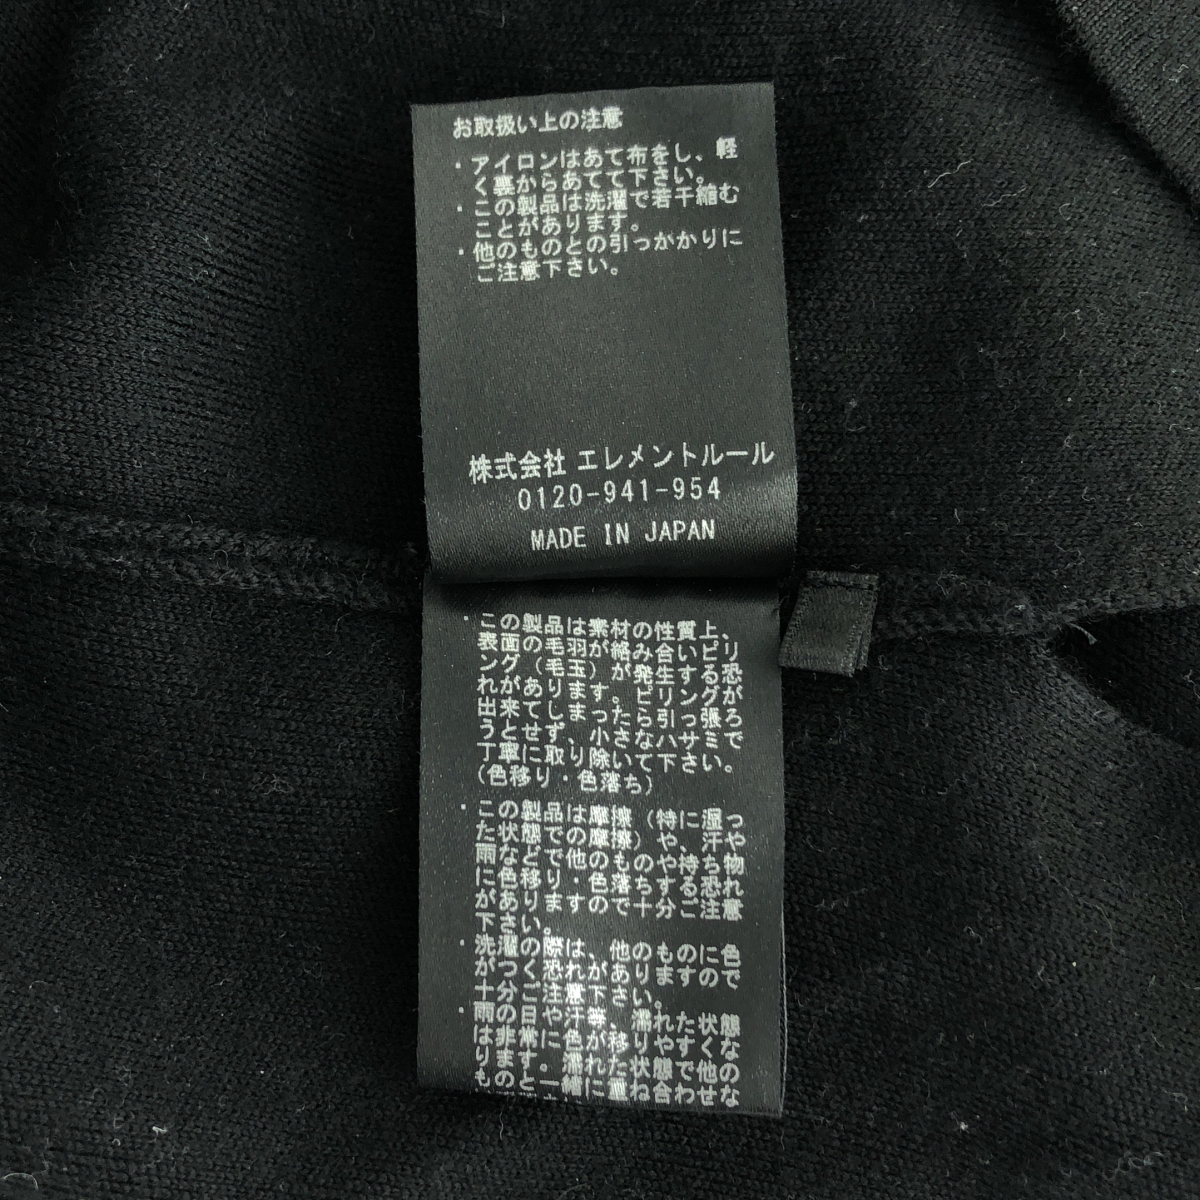 お取扱い上の注意
・アイロンはあて布をし、軽
く裏からあてて下さい。
・この製品は洗濯で若干縮む
ことがあります。
・他のものとの引っかかりに
ご注意下さい。
株式会社 エレメントルール
0120-941-954
MADE IN JAPAN
・この製品は素材の性質上、
表面の毛羽が絡み合いピリ
ング(毛玉)が発生する恐
れがあります。ピリングが
出来てしまったら引っ張ろ
うとせず、小さなハサミで
丁寧に取り除いて下さい。
(色移り・色落ち)
・この製品は摩擦(特に湿っ
た状態での摩擦)や、汗や
雨などで他のものや持ち物
に色移り・色落ちする恐れ
がありますので十分ご注意
下さい。
・洗濯の際は、他のものに色
がつく恐れがありますので
十分ご注意下さい。
・雨の日や汗等、濡れた状態
は非常に色が移りやすくな
ります。濡れた状態で他の
ものと一緒に重ね合わせな